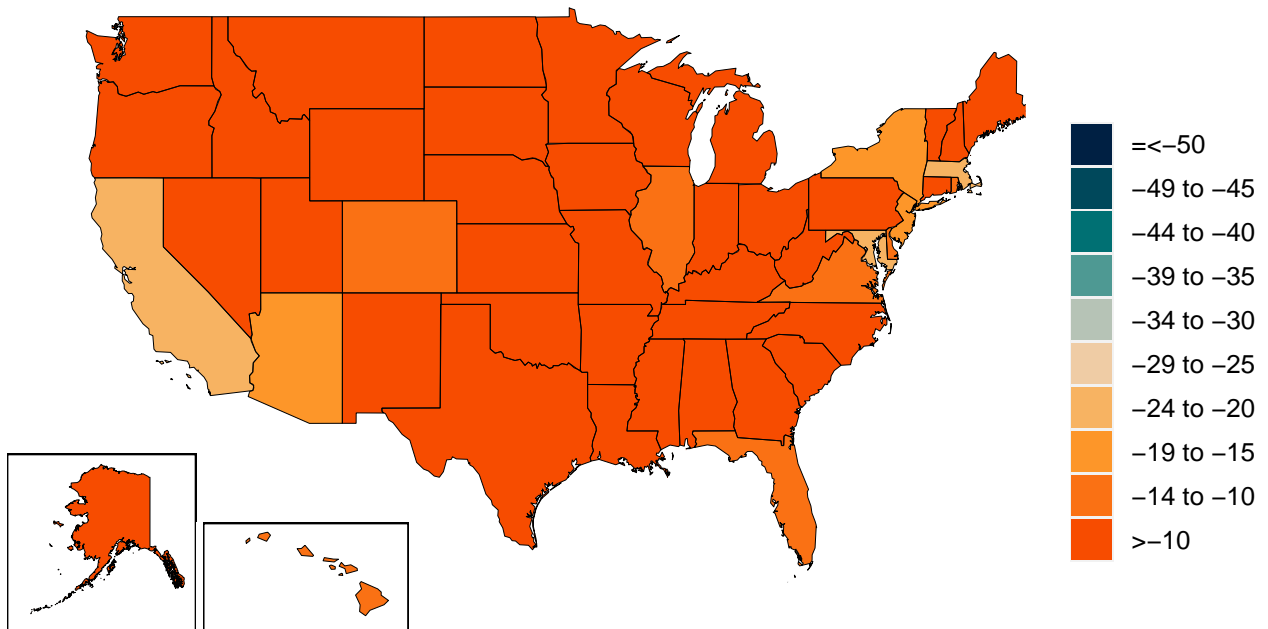 =<−50
−49 to −45
−44 to −40
−39 to −35
−34 to −30
−29 to −25
−24 to −20
−19 to −15
−14 to −10
>−10